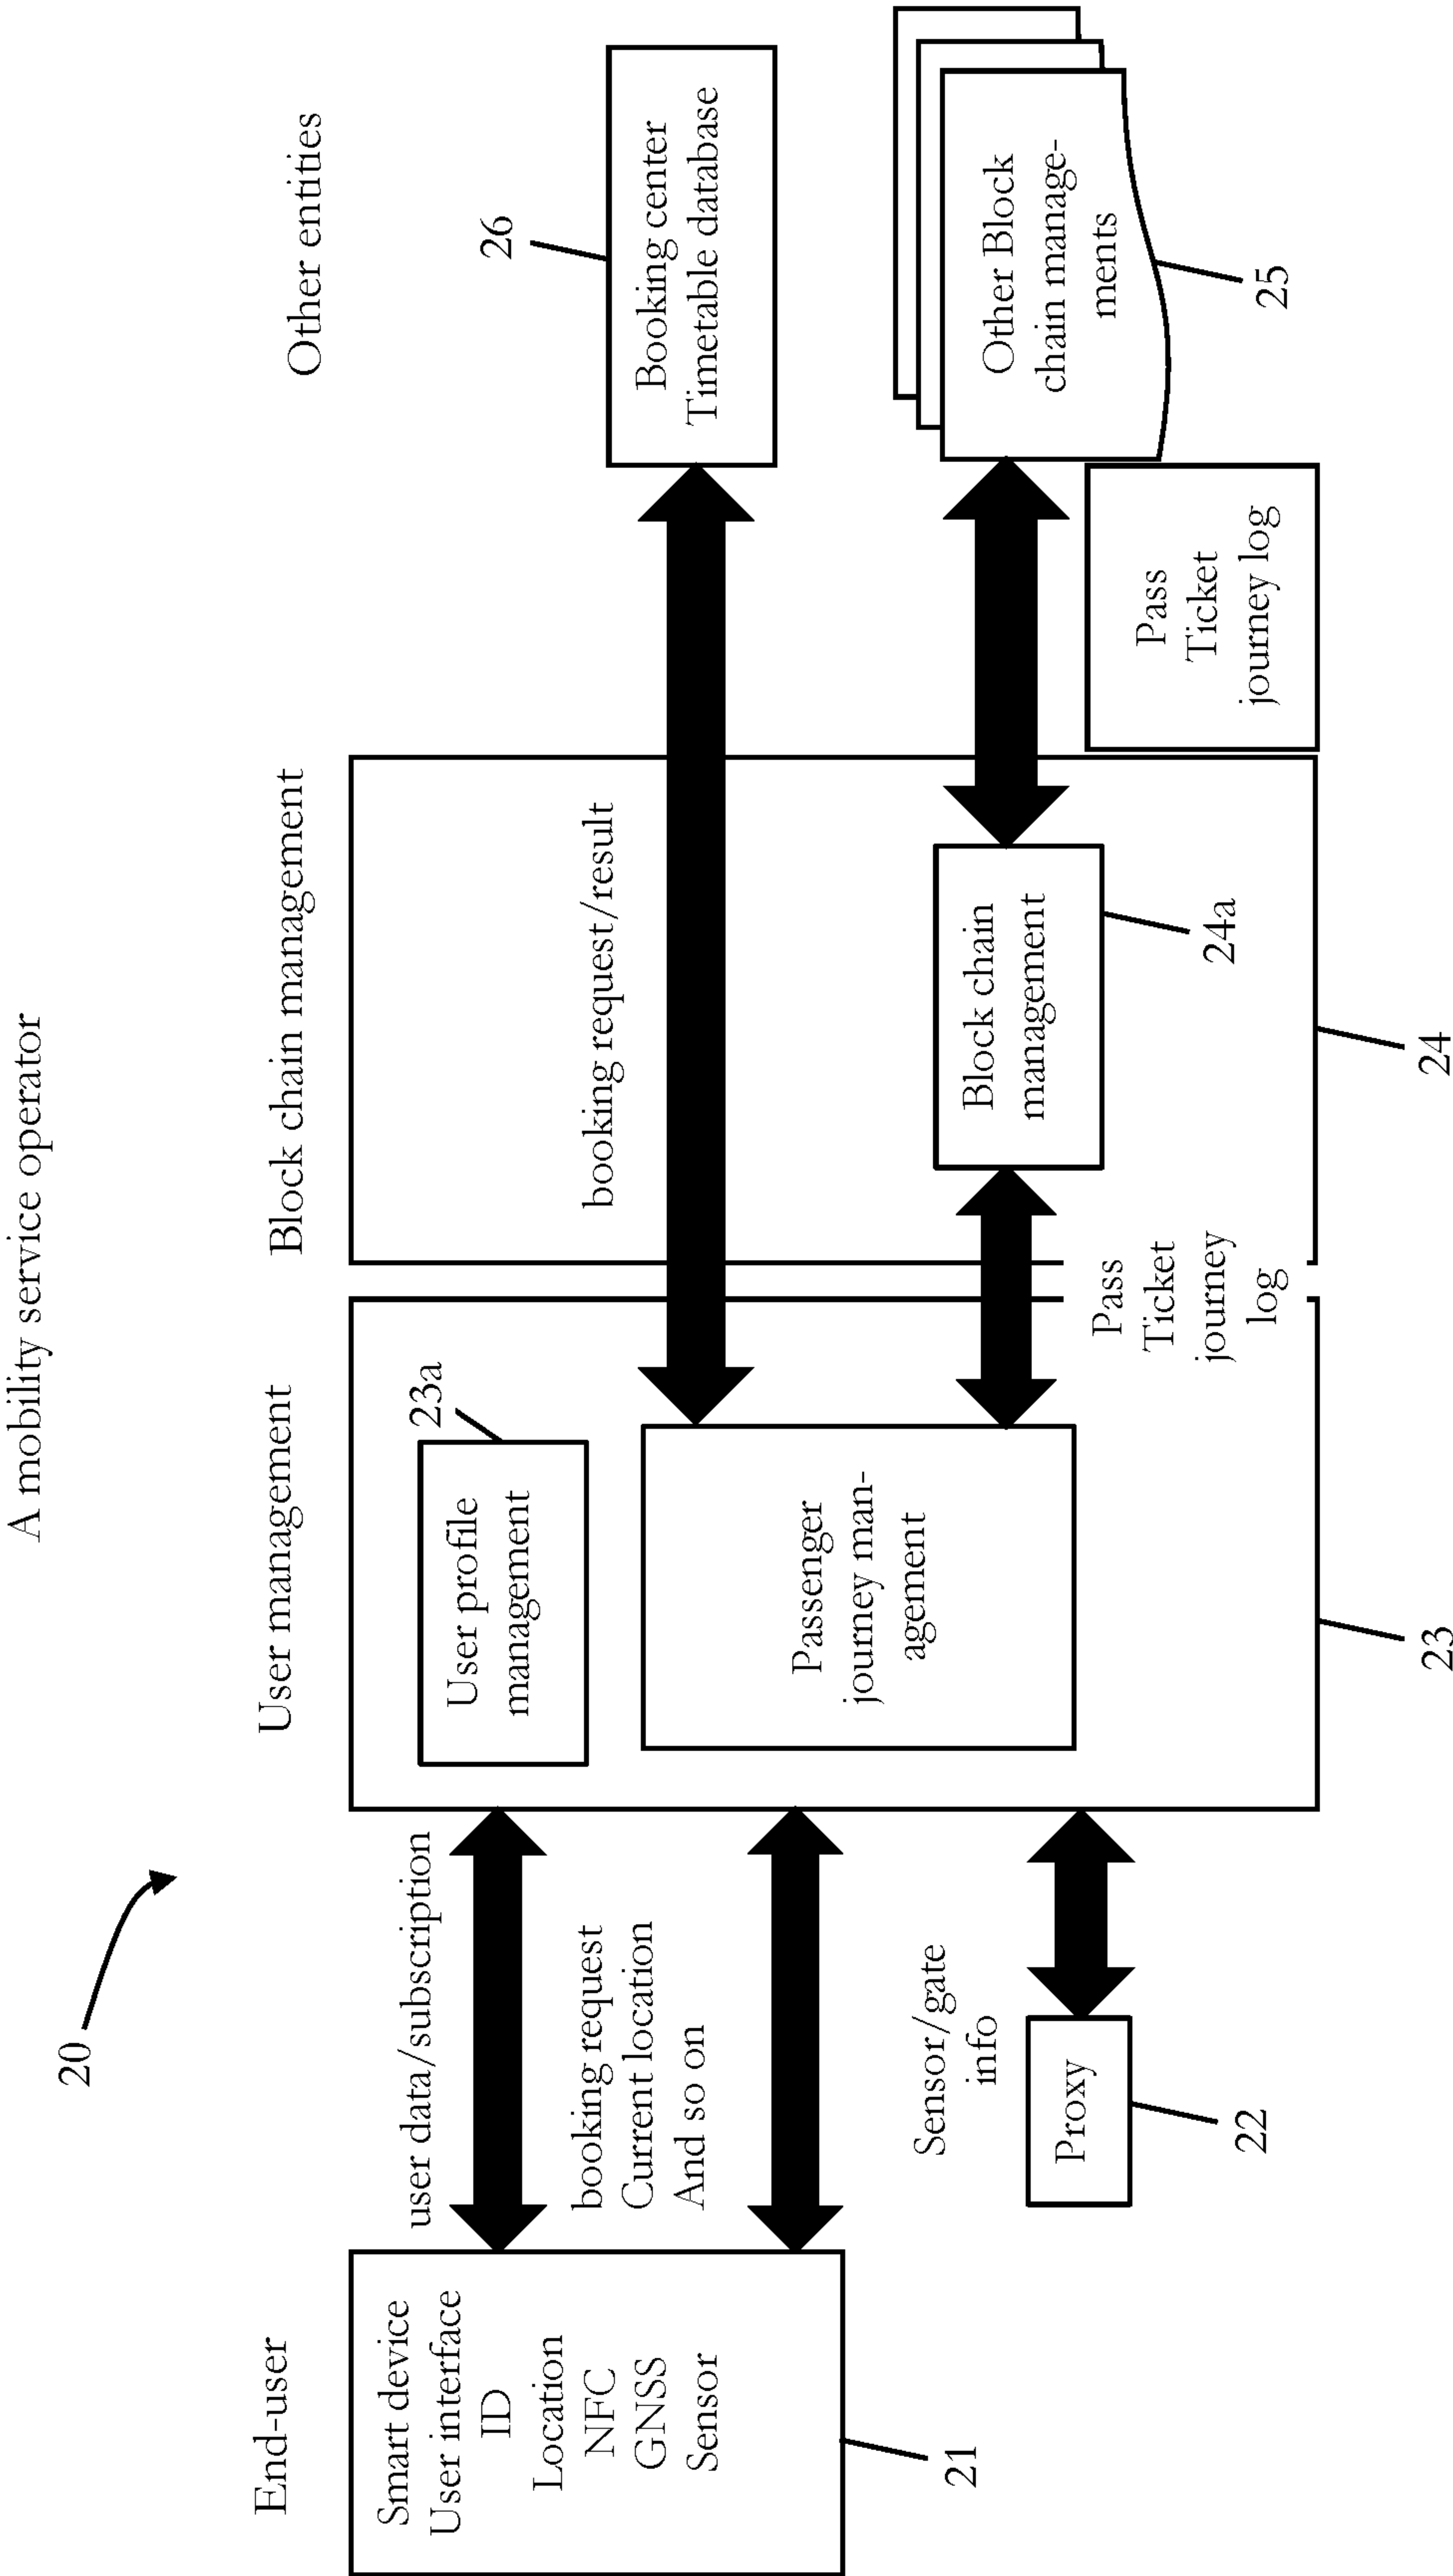 A mobility service operator
20
End-user
User management
Block chain management
Other entities
Smart device
User interface
ID
Location
NFC
GNSS
Sensor
21
user data/subscription
booking request
Current location
And so on
Sensor/gate
info
Proxy
22
User profile
management
23a
Passenger
journey man-
agement
23
booking request/result
Block chain
management
24a
Pass
Ticket
journey
log
24
26
Booking center
Timetable database
Other Block
chain manage-
ments
25
Pass
Ticket
journey log